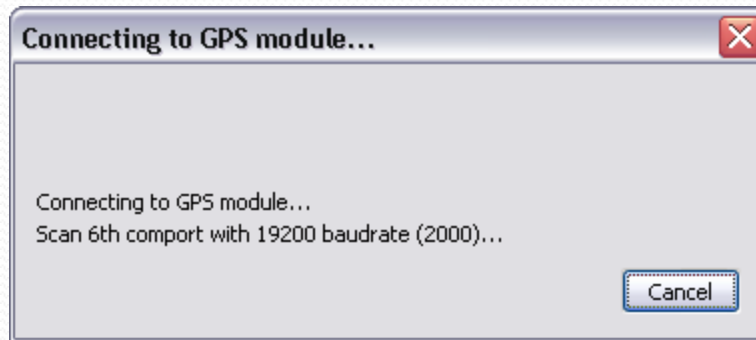 Connecting to GPS module...
Connecting to GPS module...
Scan 6th comport with 19200 baudrate (2000)...
Cancel